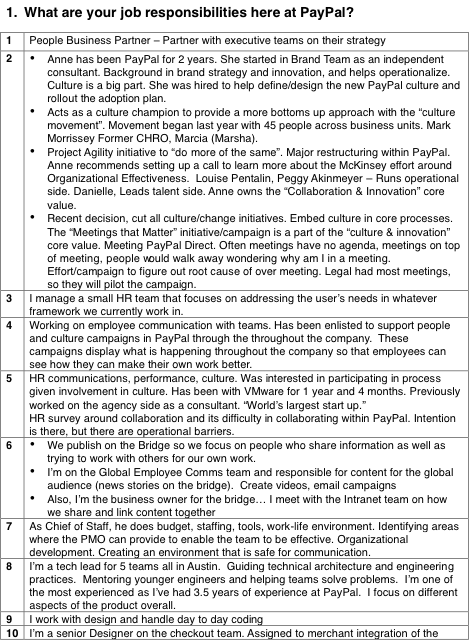 1. What are your job responsibilities here at PayPal?
1 People Business Partner – Partner with executive teams on their strategy
2 • Anne has been PayPal for 2 years. She started in Brand Team as an independent
consultant. Background in brand strategy and innovation, and helps operationalize.
Culture is a big part. She was hired to help define/design the new PayPal culture and
rollout the adoption plan.
• Acts as a culture champion to provide a more bottoms up approach with the “culture
movement”. Movement began last year with 45 people across business units. Mark
Morrissey Former CHRO, Marcia (Marsha).
• Project Agility initiative to “do more of the same”. Major restructuring within PayPal.
Anne recommends setting up a call to learn more about the McKinsey effort around
Organizational Effectiveness. Louise Pentalin, Peggy Akinmeyer – Runs operational
side. Danielle, Leads talent side. Anne owns the “Collaboration & Innovation” core
value.
• Recent decision, cut all culture/change initiatives. Embed culture in core processes.
The “Meetings that Matter” initiative/campaign is a part of the “culture & innovation”
core value. Meeting PayPal Direct. Often meetings have no agenda, meetings on top
of meeting, people would walk away wondering why am I in a meeting.
Effort/campaign to figure out root cause of over meeting. Legal had most meetings,
so they will pilot the campaign.
3 I manage a small HR team that focuses on addressing the user’s needs in whatever
framework we currently work in.
4 Working on employee communication with teams. Has been enlisted to support people
and culture campaigns in PayPal through the throughout the company. These
campaigns display what is happening throughout the company so that employees can
see how they can make their own work better.
5 HR communications, performance, culture. Was interested in participating in process
given involvement in culture. Has been with VMware for 1 year and 4 months. Previously
worked on the agency side as a consultant. “World’s largest start up.”
HR survey around collaboration and its difficulty in collaborating within PayPal. Intention
is there, but there are operational barriers.
6 • We publish on the Bridge so we focus on people who share information as well as
trying to work with others for our own work.
• I’m on the Global Employee Comms team and responsible for content for the global
audience (news stories on the bridge). Create videos, email campaigns
• Also, I’m the business owner for the bridge… I meet with the Intranet team on how
we share and link content together
7 As Chief of Staff, he does budget, staffing, tools, work-life environment. Identifying areas
where the PMO can provide to enable the team to be effective. Organizational
development. Creating an environment that is safe for communication.
8 I’m a tech lead for 5 teams all in Austin. Guiding technical architecture and engineering
practices. Mentoring younger engineers and helping teams solve problems. I’m one of
the most experienced as I’ve had 3.5 years of experience at PayPal. I focus on different
aspects of the product overall.
9 I work with design and handle day to day coding
10 I’m a senior Designer on the checkout team. Assigned to merchant integration of the